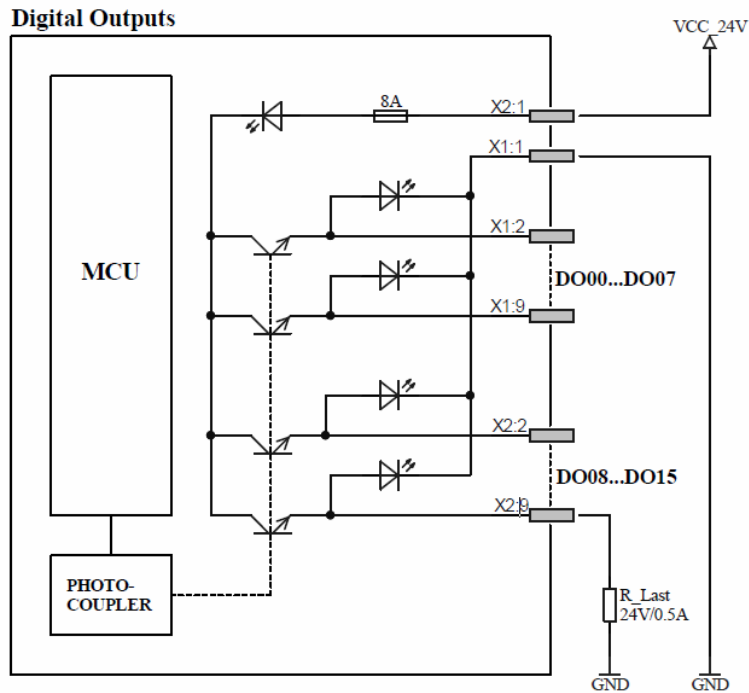 Digital Outputs
VCC_24V
8A
X2:1
X1:1
X1:2
MCU
DO00...DO07
X1:9
X2:2
DO08...DO15
X2:9
PHOTO-
COUPLER
R_Last
24V/0.5A
GND
GND